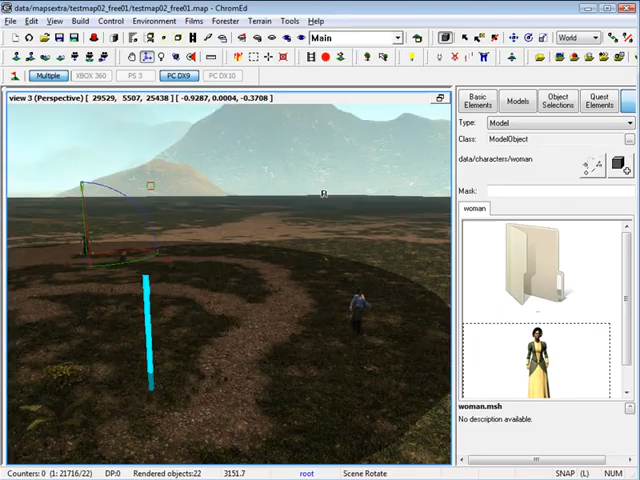 data/mapsextra/testmap02_free01/testmap02_free01.map - ChromEd
File Edit View Build Control Environment Films Forester Terrain Tools Help
Main
World
Multiple XBOX 360 PS 3 PC DX9 PC DX10
view 3 (Perspective) [ 29529, 5507, 25438 ] [ -0.9287, 0.0004, -0.3708 ]
Basic Elements
Models
Object Selections
Quest Elements
Type: Model
Class: ModelObject
data/characters/woman
Mask:
woman
..
woman.msh
No description available.
Counters: 0 (1: 21716/22) DP:0 Rendered objects:22 3151.7 root Scene Rotate SNAP (L) NUM